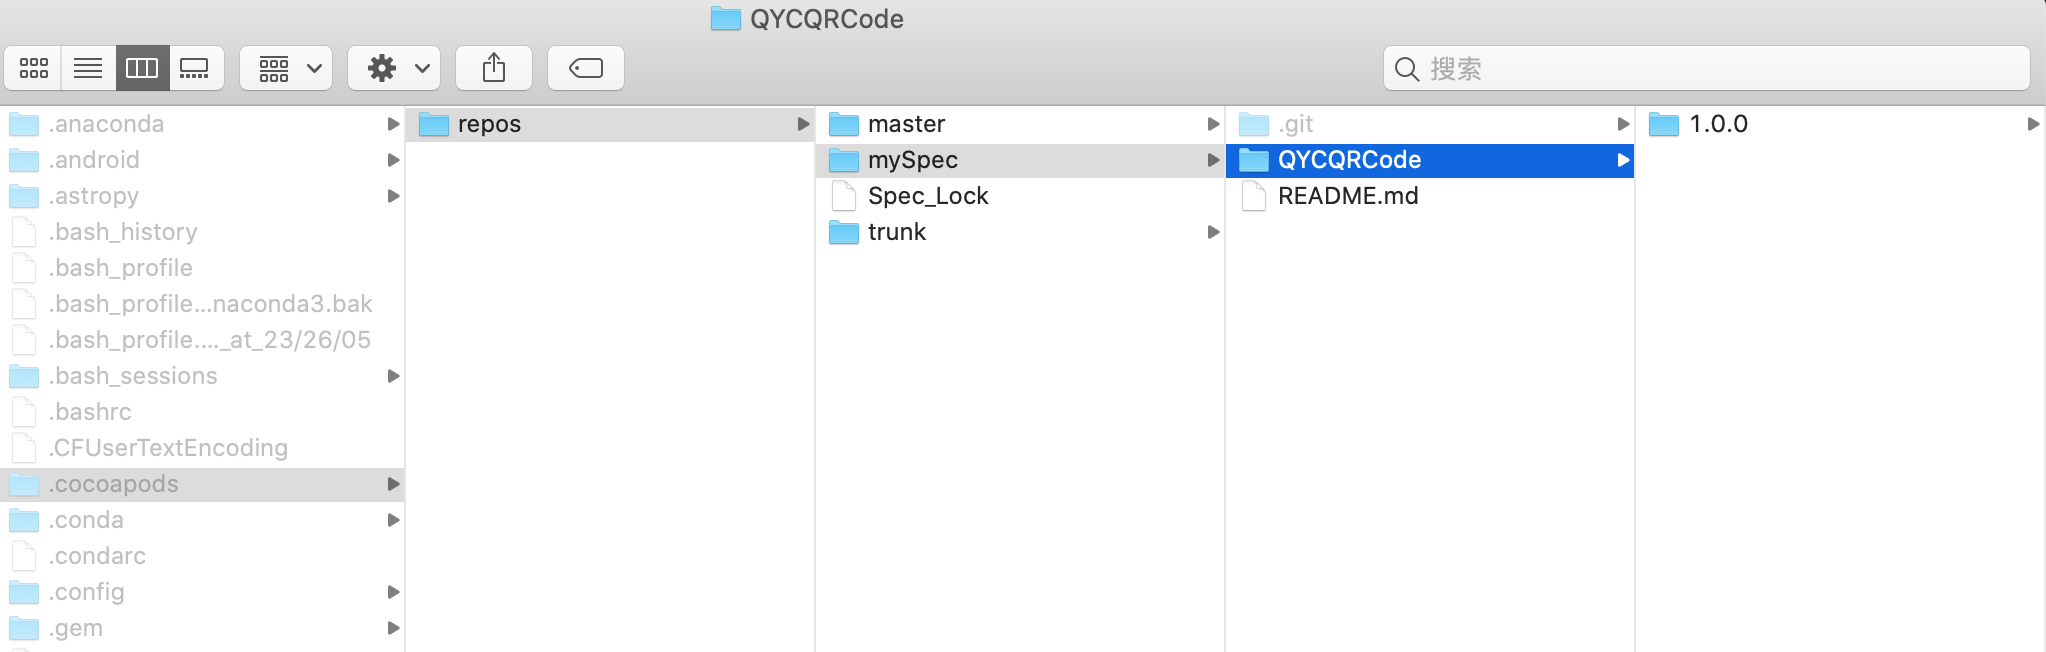 QYCQRCode
搜索
.anaconda
.android
.astropy
.bash_history
.bash_profile
.bash_profile...naconda3.bak
.bash_profile...._at_23/26/05
.bash_sessions
.bashrc
.CFUserTextEncoding
.cocoapods
.conda
.condarc
.config
.gem
repos
master
mySpec
Spec_Lock
trunk
.git
QYCQRCode
README.md
1.0.0